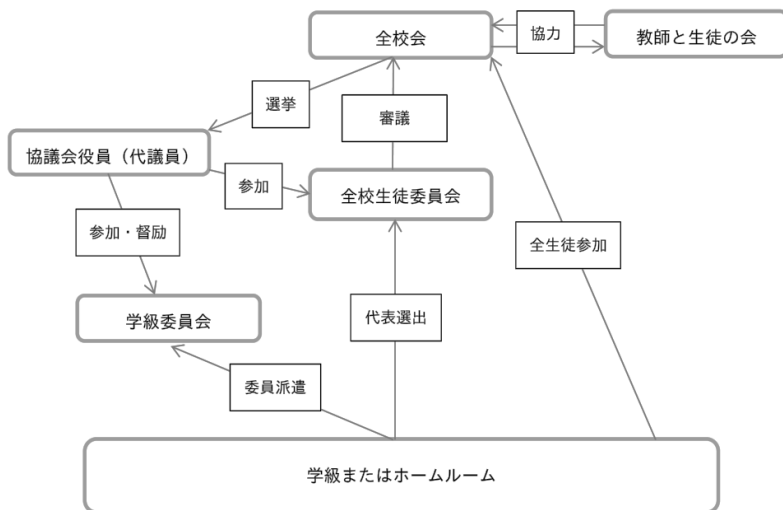 全校会
協力
教師と生徒の会
選挙
審議
協議会役員（代議員）
参加
全校生徒委員会
参加・督励
全生徒参加
学級委員会
代表選出
委員派遣
学級またはホームルーム